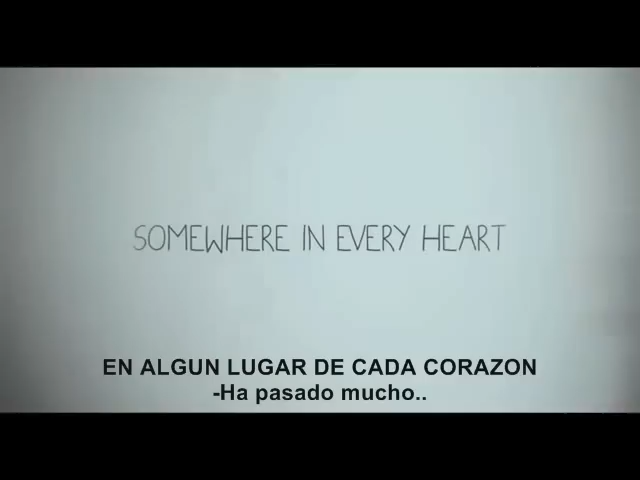 SOMEWHERE IN EVERY HEART
EN ALGUN LUGAR DE CADA CORAZON
-Ha pasado mucho..